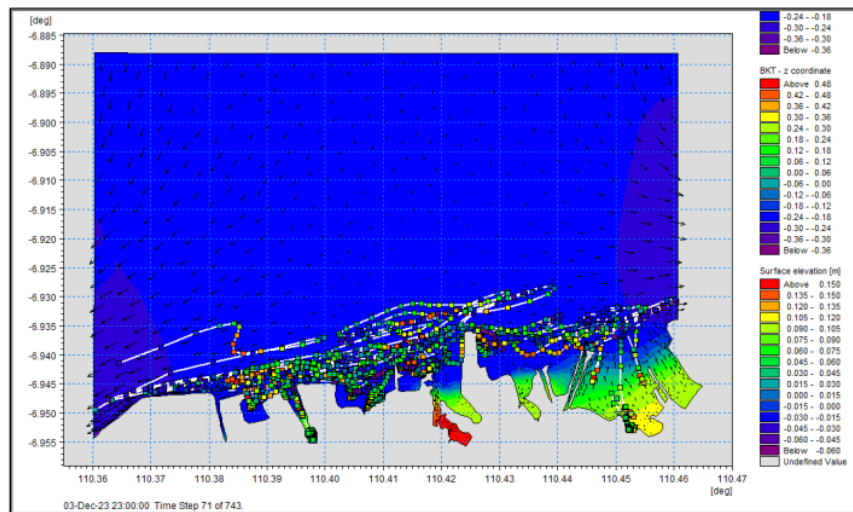 [deg]
-6.885
-6.890
-6.895
-6.900
-6.905
-6.910
-6.915
-6.920
-6.925
-6.930
-6.935
-6.940
-6.945
-6.950
-6.955
110.36 110.37 110.38 110.39 110.40 110.41 110.42 110.43 110.44 110.45 110.46 110.47
[deg]
03-Dec-23 23:00:00 Time Step 71 of 743.
-0.24 - -0.18
-0.30 - -0.24
-0.36 - -0.30
Below -0.36
BKT - z coordinate
Above 0.48
0.42 - 0.48
0.36 - 0.42
0.30 - 0.36
0.24 - 0.30
0.18 - 0.24
0.12 - 0.18
0.06 - 0.12
0.00 - 0.06
-0.06 - 0.00
-0.12 - -0.06
-0.18 - -0.12
-0.24 - -0.18
-0.30 - -0.24
-0.36 - -0.30
Below -0.36
Surface elevation [m]
Above 0.150
0.135 - 0.150
0.120 - 0.135
0.105 - 0.120
0.090 - 0.105
0.075 - 0.090
0.060 - 0.075
0.045 - 0.060
0.030 - 0.045
0.015 - 0.030
0.000 - 0.015
-0.015 - 0.000
-0.030 - -0.015
-0.045 - -0.030
-0.060 - -0.045
Below -0.060
Undefined Value